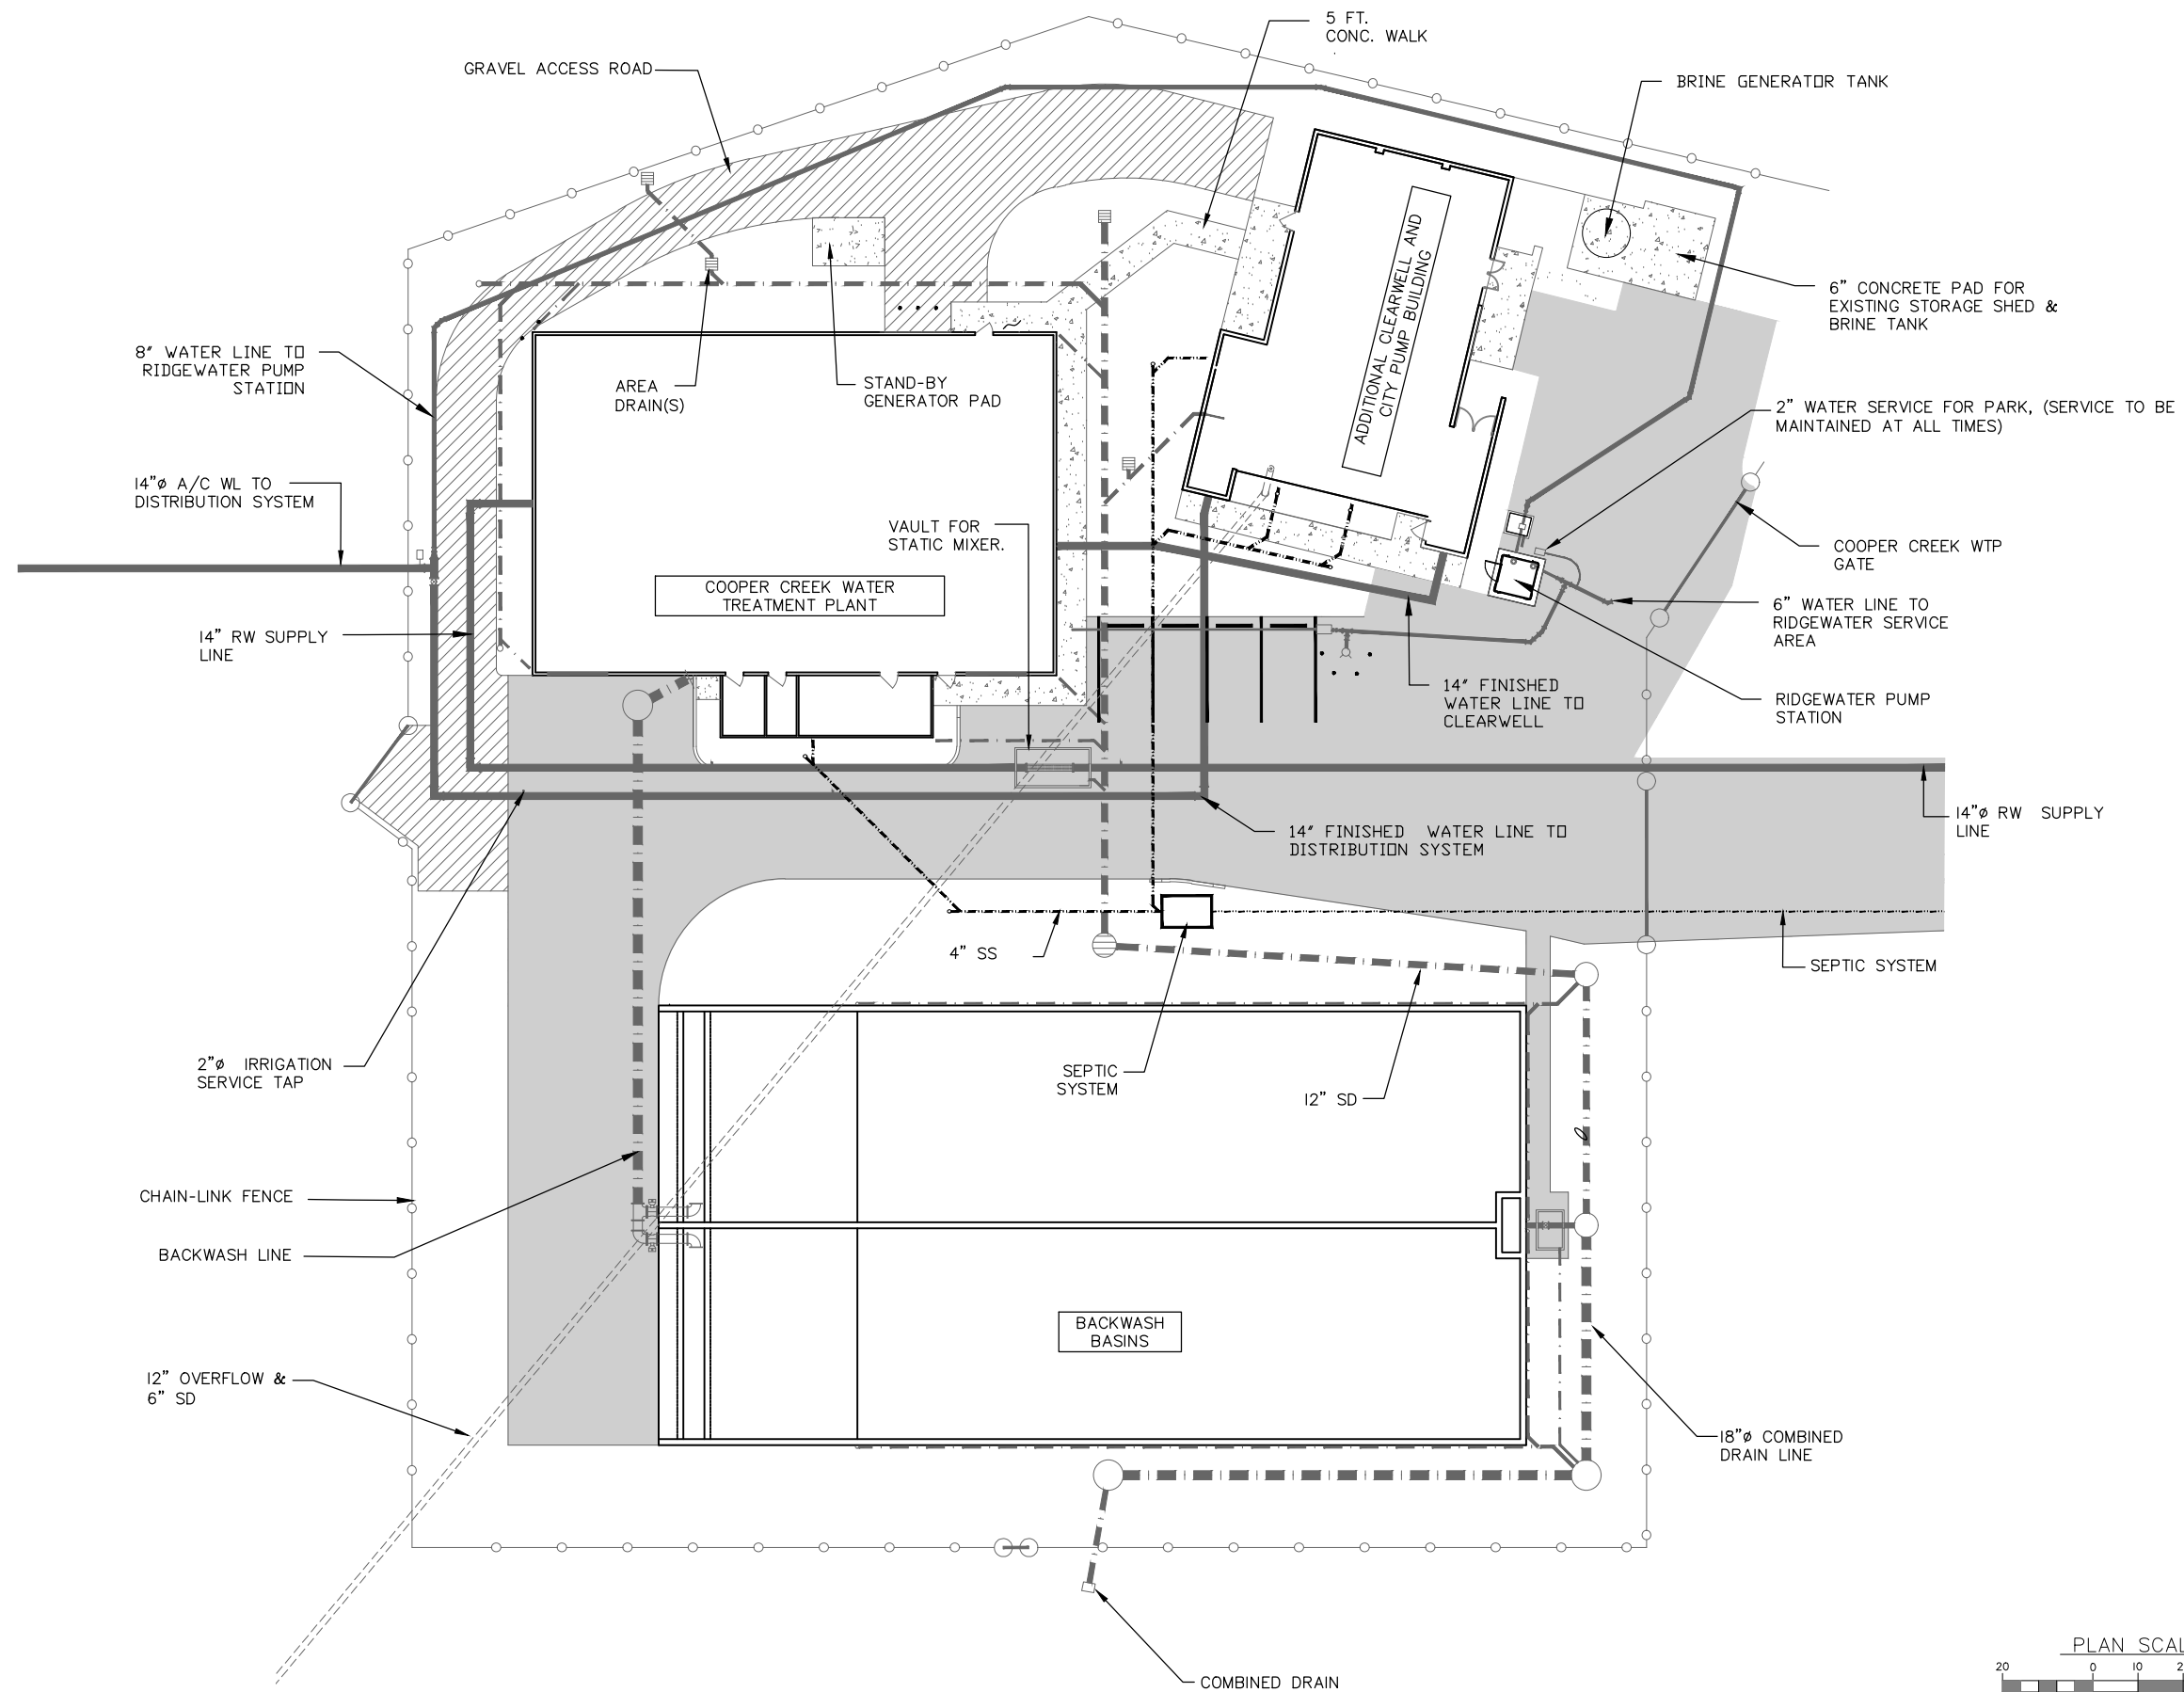 5 FT.
CONC. WALK
GRAVEL ACCESS ROAD
BRINE GENERATOR TANK
6" CONCRETE PAD FOR
EXISTING STORAGE SHED &
BRINE TANK
ADDITIONAL CLEARWELL AND
CITY PUMP BUILDING
8" WATER LINE TO
RIDGEWATER PUMP
STATION
AREA
DRAIN(S)
STAND-BY
GENERATOR PAD
2" WATER SERVICE FOR PARK, (SERVICE TO BE
MAINTAINED AT ALL TIMES)
14"ø A/C WL TO
DISTRIBUTION SYSTEM
VAULT FOR
STATIC MIXER.
COOPER CREEK WTP
GATE
COOPER CREEK WATER
TREATMENT PLANT
6" WATER LINE TO
RIDGEWATER SERVICE
AREA
14" RW SUPPLY
LINE
14" FINISHED
WATER LINE TO
CLEARWELL
RIDGEWATER PUMP
STATION
14"ø RW SUPPLY
LINE
14" FINISHED WATER LINE TO
DISTRIBUTION SYSTEM
4" SS
SEPTIC SYSTEM
2"ø IRRIGATION
SERVICE TAP
SEPTIC
SYSTEM
12" SD
CHAIN-LINK FENCE
BACKWASH LINE
BACKWASH
BASINS
12" OVERFLOW &
6" SD
18"ø COMBINED
DRAIN LINE
COMBINED DRAIN
PLAN SCAL
20 0 10 2